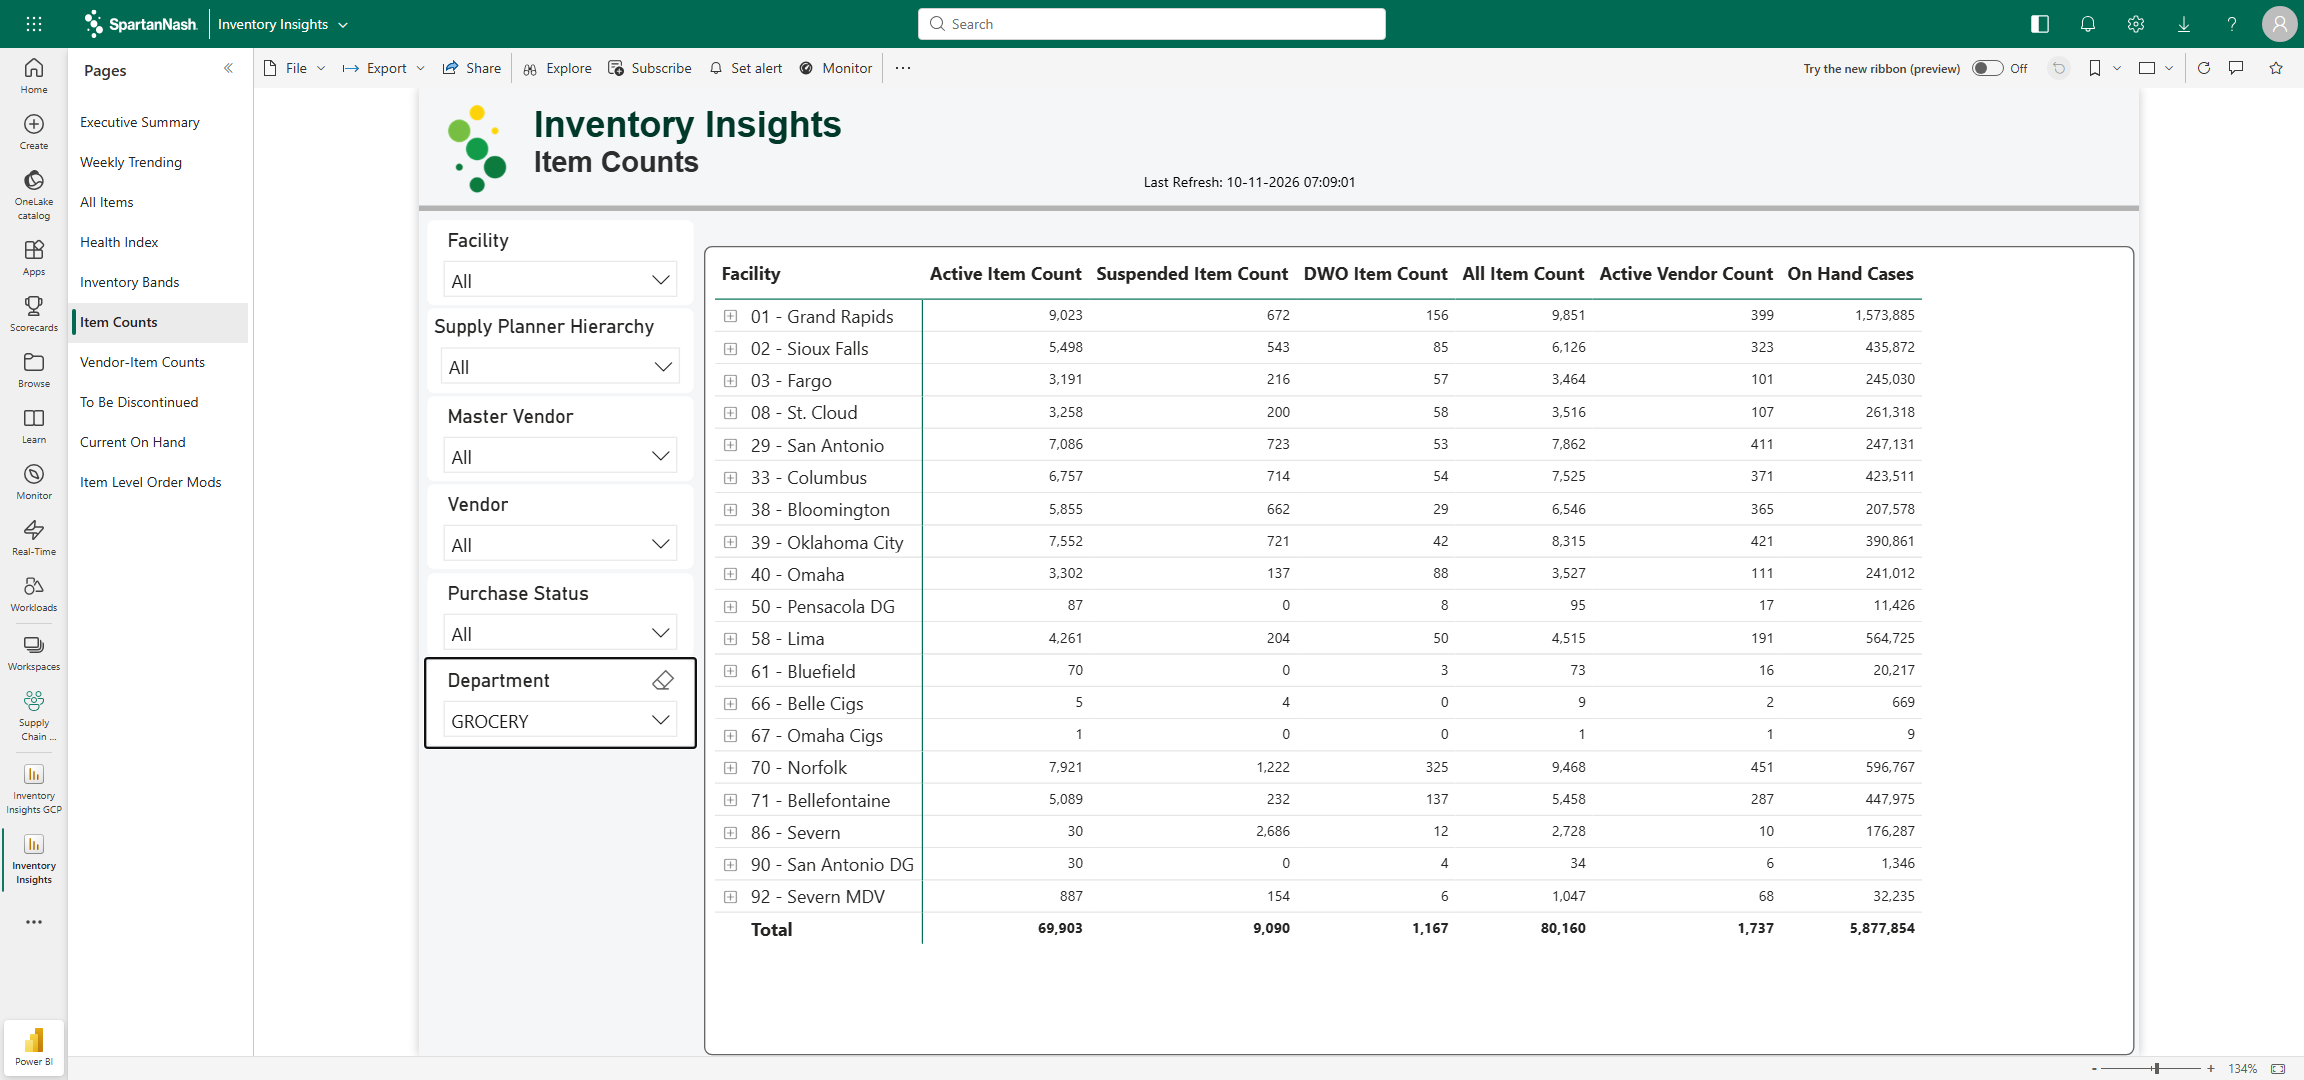 SpartanNash
Inventory Insights
Search
Home
Create
OneLake
catalog
Apps
Scorecards
Browse
Learn
Monitor
Real-Time
Workloads
Workspaces
Supply
Chain ...
Inventory
Insights GCP
Inventory
Insights
Power BI
Pages
Executive Summary
Weekly Trending
All Items
Health Index
Inventory Bands
Item Counts
Vendor-Item Counts
To Be Discontinued
Current On Hand
Item Level Order Mods
File Export Share Explore Subscribe Set alert Monitor ... Try the new ribbon (preview) Off
Inventory Insights
Item Counts
Last Refresh: 10-11-2026 07:09:01
Facility
All
Supply Planner Hierarchy
All
Master Vendor
All
Vendor
All
Purchase Status
All
Department
GROCERY
Facility Active Item Count Suspended Item Count DWO Item Count All Item Count Active Vendor Count On Hand Cases
01 - Grand Rapids 9,023 672 156 9,851 399 1,573,885
02 - Sioux Falls 5,498 543 85 6,126 323 435,872
03 - Fargo 3,191 216 57 3,464 101 245,030
08 - St. Cloud 3,258 200 58 3,516 107 261,318
29 - San Antonio 7,086 723 53 7,862 411 247,131
33 - Columbus 6,757 714 54 7,525 371 423,511
38 - Bloomington 5,855 662 29 6,546 365 207,578
39 - Oklahoma City 7,552 721 42 8,315 421 390,861
40 - Omaha 3,302 137 88 3,527 111 241,012
50 - Pensacola DG 87 0 8 95 17 11,426
58 - Lima 4,261 204 50 4,515 191 564,725
61 - Bluefield 70 0 3 73 16 20,217
66 - Belle Cigs 5 4 0 9 2 669
67 - Omaha Cigs 1 0 0 1 1 9
70 - Norfolk 7,921 1,222 325 9,468 451 596,767
71 - Bellefontaine 5,089 232 137 5,458 287 447,975
86 - Severn 30 2,686 12 2,728 10 176,287
90 - San Antonio DG 30 0 4 34 6 1,346
92 - Severn MDV 887 154 6 1,047 68 32,235
Total 69,903 9,090 1,167 80,160 1,737 5,877,854
- + 134%